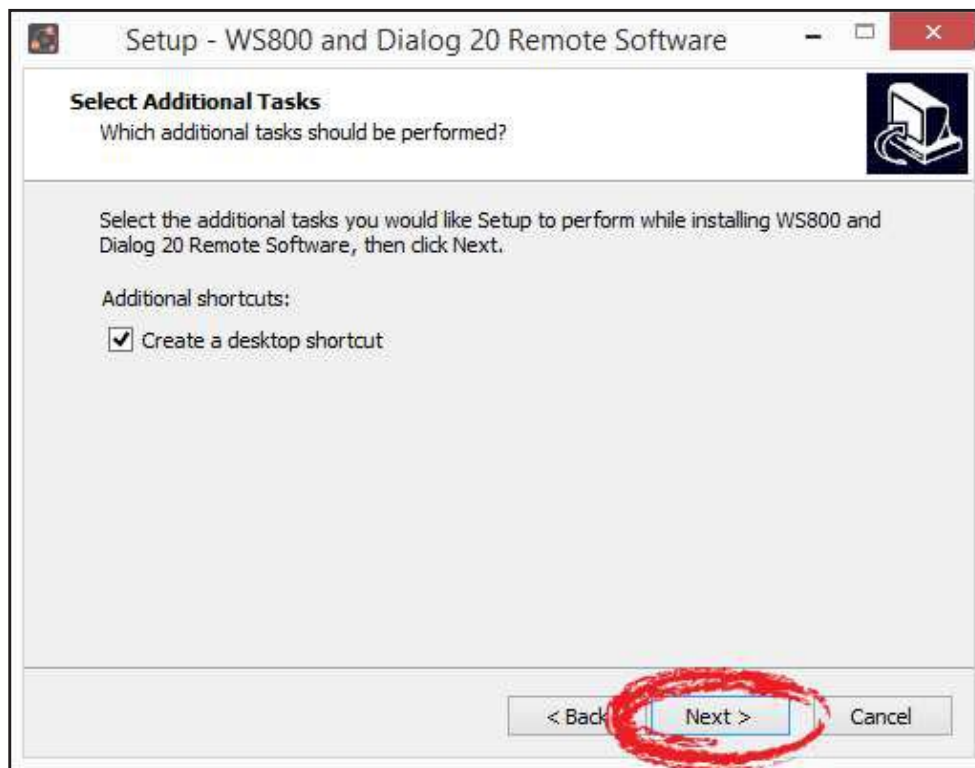 Setup - WS800 and Dialog 20 Remote Software
Select Additional Tasks
Which additional tasks should be performed?
Select the additional tasks you would like Setup to perform while installing WS800 and
Dialog 20 Remote Software, then click Next.
Additional shortcuts:
Create a desktop shortcut
< Back
Next >
Cancel